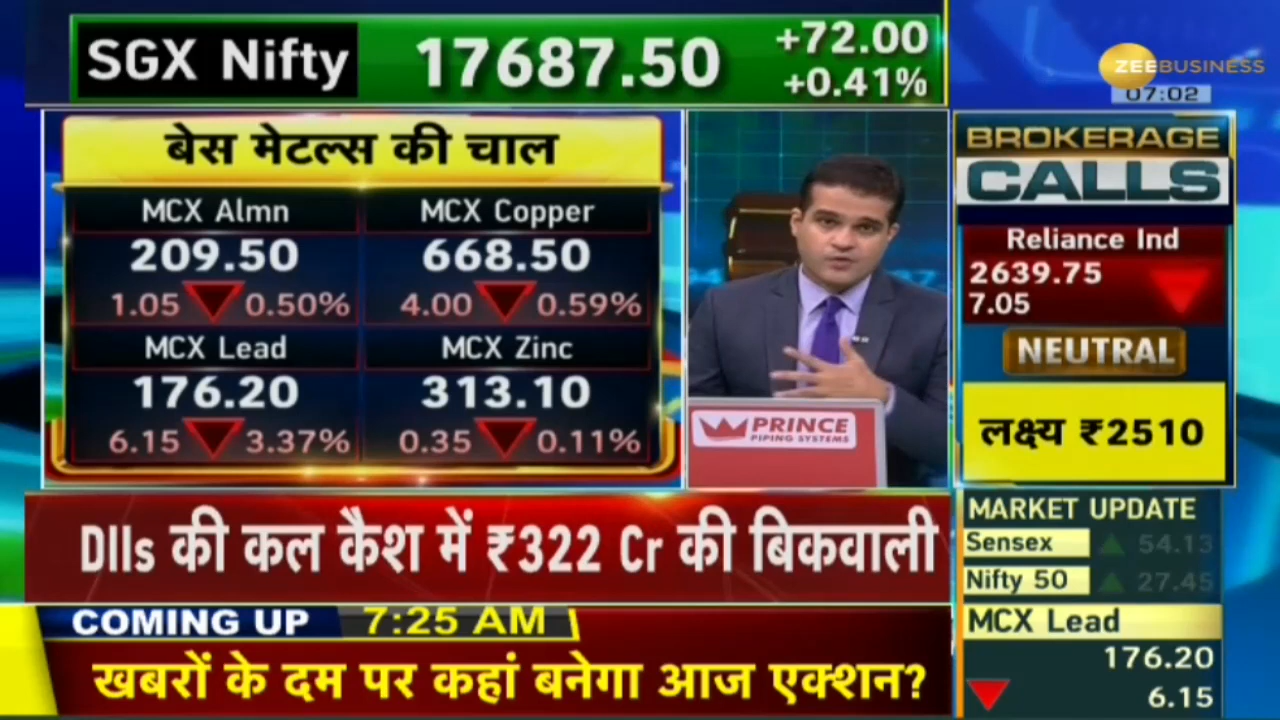 SGX Nifty 17687.50 +72.00
+0.41%
ZEEBUSINESS
07:02
बेस मेटल्स की चाल
MCX Almn MCX Copper
209.50 668.50
1.05 0.50% 4.00 0.59%
MCX Lead MCX Zinc
176.20 313.10
6.15 3.37% 0.35 0.11%
PRINCE
PIPING SYSTEMS
BROKERAGE
CALLS
Reliance Ind
2639.75
7.05
NEUTRAL
लक्ष्य ₹2510
DIIs की कल कैश में ₹322 Cr की बिकवाली
MARKET UPDATE
Sensex 54.13
Nifty 50 27.45
MCX Lead
176.20
6.15
COMING UP 7:25 AM
खबरों के दम पर कहां बनेगा आज एक्शन?